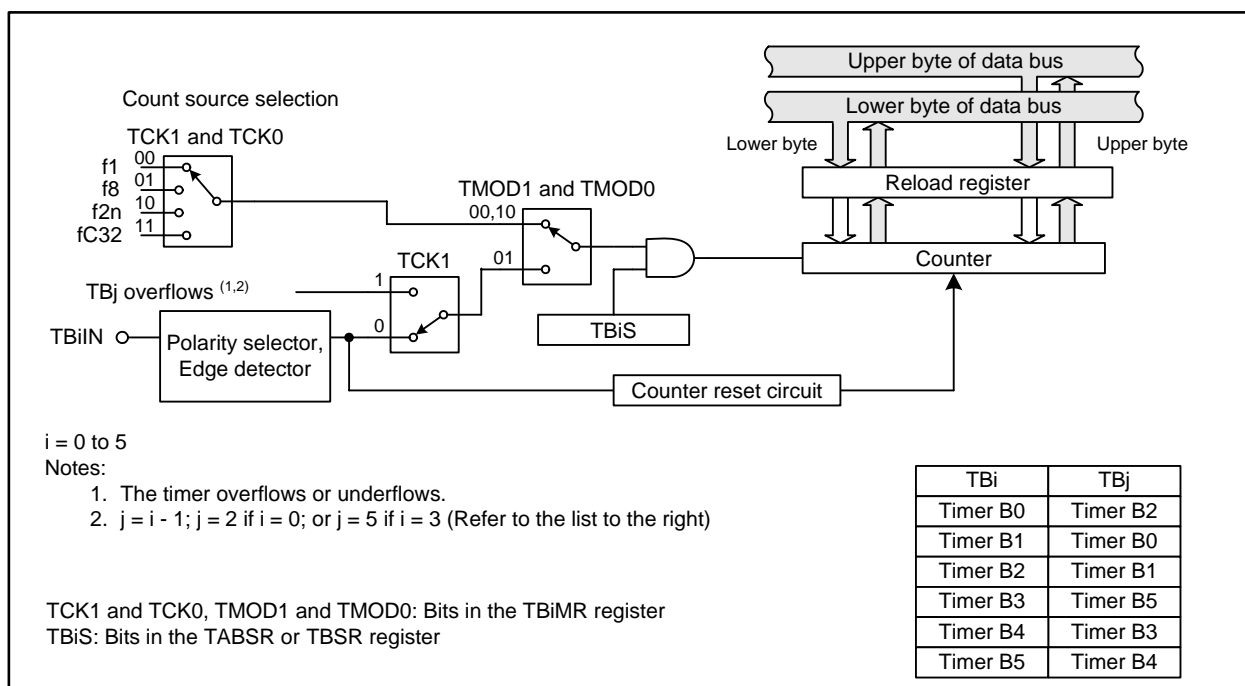 Upper byte of data bus
Count source selection
Lower byte of data bus
TCK1 and TCK0
Lower byte
Upper byte
f1 00
f8 01
f2n 10
fC32 11
TMOD1 and TMOD0
00,10
01
Reload register
Counter
TCK1
TBj overflows (1,2)
1
0
TBiIN
Polarity selector,
Edge detector
TBiS
Counter reset circuit
i = 0 to 5
Notes:
1. The timer overflows or underflows.
2. j = i - 1; j = 2 if i = 0; or j = 5 if i = 3 (Refer to the list to the right)
TCK1 and TCK0, TMOD1 and TMOD0: Bits in the TBiMR register
TBiS: Bits in the TABSR or TBSR register
TBi TBj
Timer B0 Timer B2
Timer B1 Timer B0
Timer B2 Timer B1
Timer B3 Timer B5
Timer B4 Timer B3
Timer B5 Timer B4